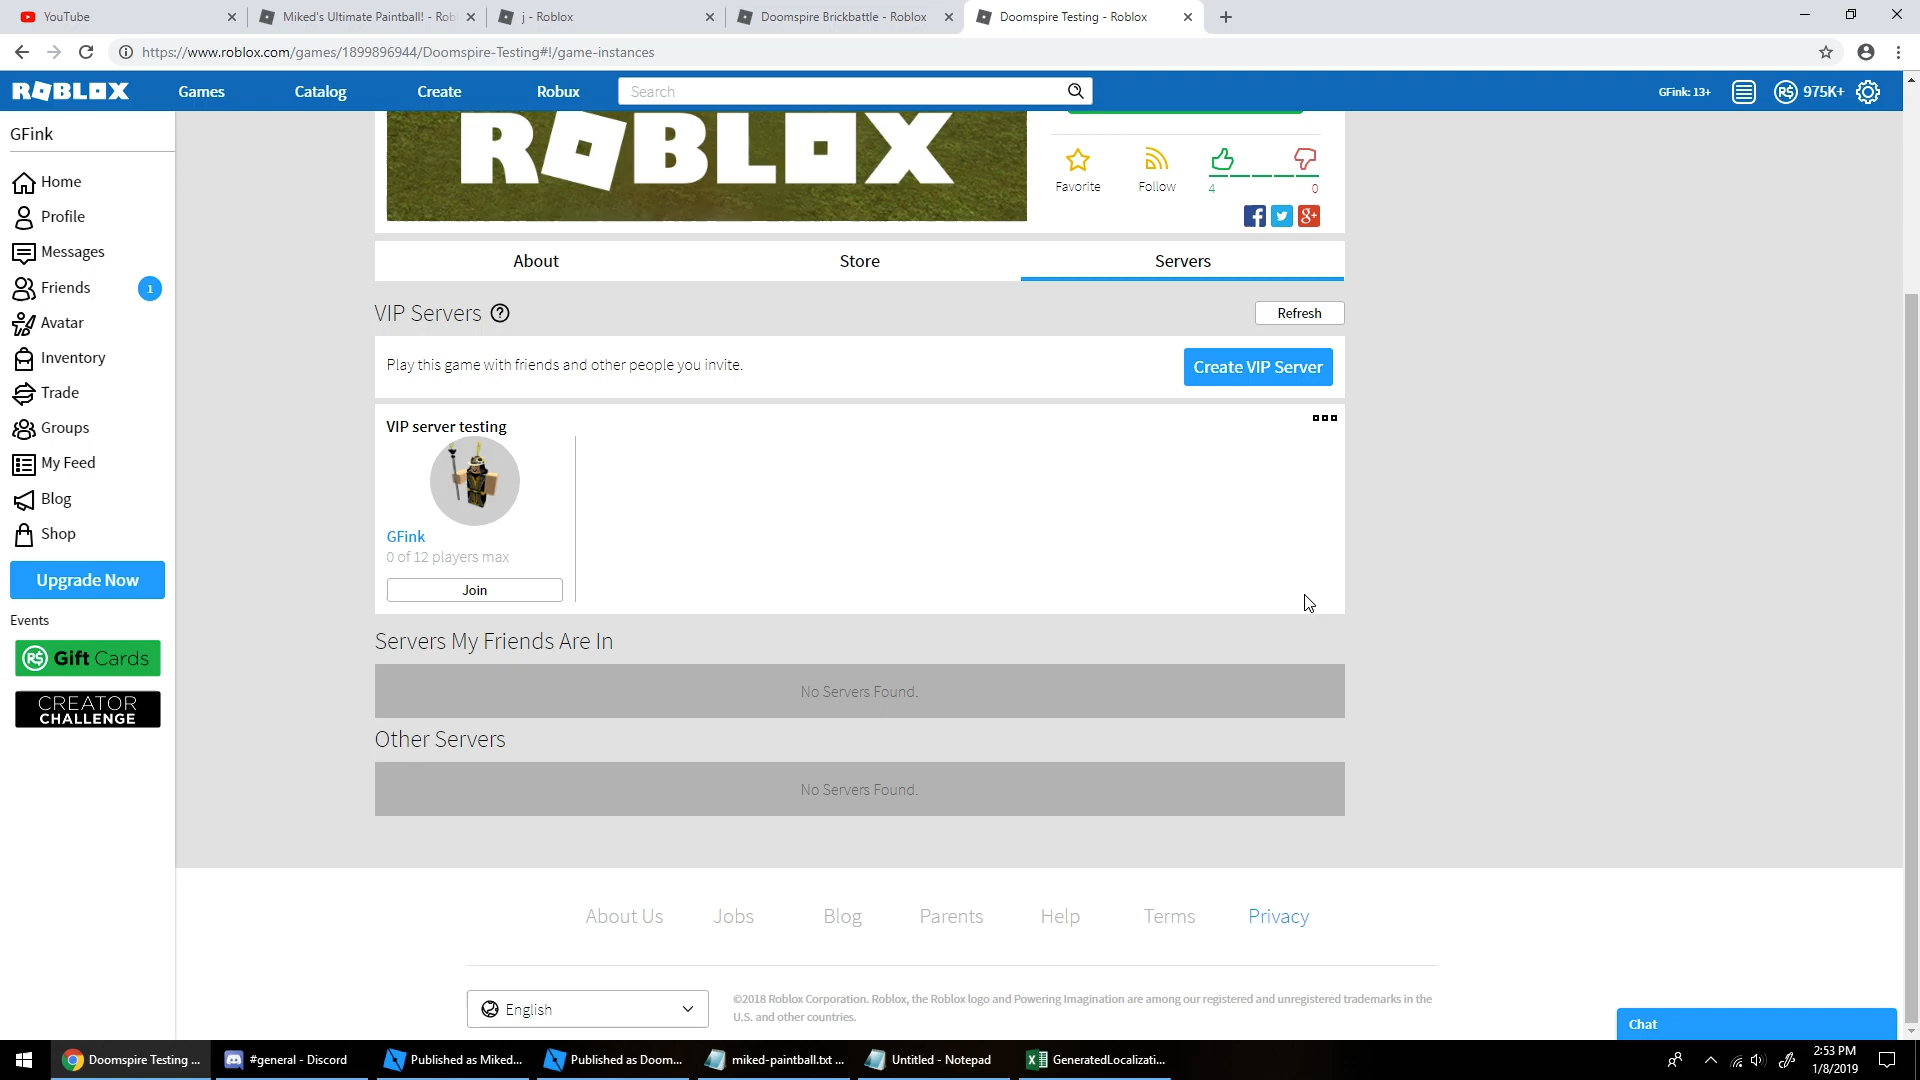 YouTube
Miked's Ultimate Paintball! - Rob
j - Roblox
Doomspire Brickbattle - Roblox
Doomspire Testing - Roblox
https://www.roblox.com/games/1899896944/Doomspire-Testing#!/game-instances
ROBLOX
Games
Catalog
Create
Robux
Search
GFink: 13+
R$ 975K+
GFink
Home
Profile
Messages
Friends
1
Avatar
Inventory
Trade
Groups
My Feed
Blog
Shop
Upgrade Now
Events
R$ Gift Cards
CREATOR
CHALLENGE
ROBLOX
Favorite
Follow
4
0
About
Store
Servers
VIP Servers
Refresh
Play this game with friends and other people you invite.
Create VIP Server
VIP server testing
GFink
0 of 12 players max
Join
Servers My Friends Are In
No Servers Found.
Other Servers
No Servers Found.
About Us
Jobs
Blog
Parents
Help
Terms
Privacy
English
©2018 Roblox Corporation. Roblox, the Roblox logo and Powering Imagination are among our registered and unregistered trademarks in the
U.S. and other countries.
Chat
Doomspire Testing ...
#general - Discord
Published as Miked...
Published as Doom...
miked-paintball.txt ...
Untitled - Notepad
GeneratedLocalizati...
2:53 PM
1/8/2019